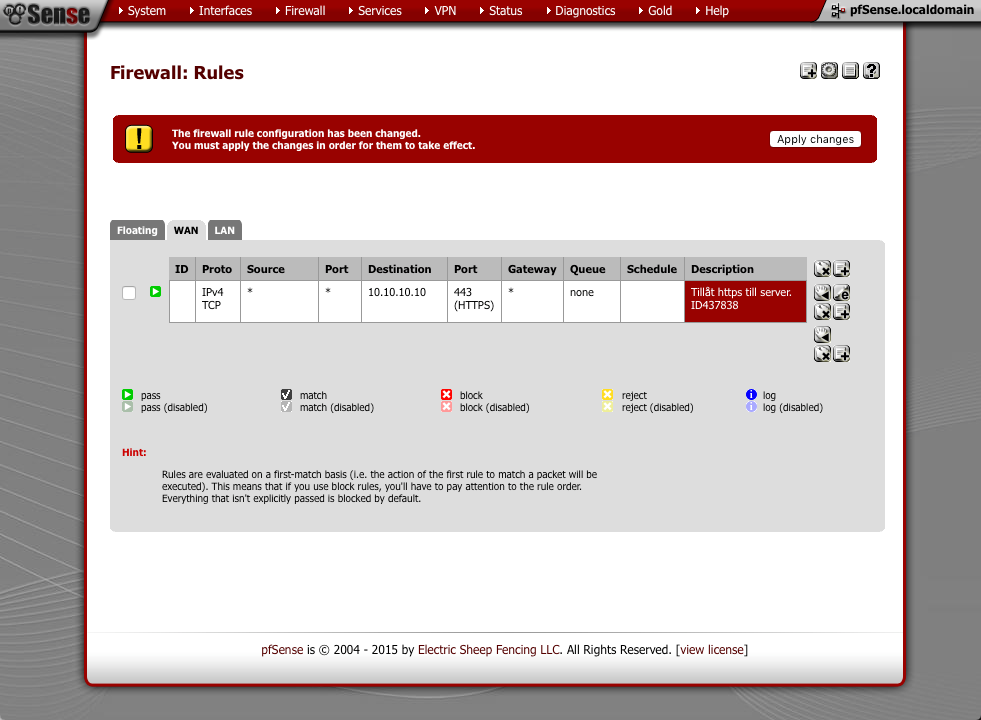 Sense
System Interfaces Firewall Services VPN Status Diagnostics Gold Help
pfSense.localdomain
Firewall: Rules
The firewall rule configuration has been changed.
You must apply the changes in order for them to take effect.
Apply changes
Floating WAN LAN
ID Proto Source Port Destination Port Gateway Queue Schedule Description
IPv4 TCP * * 10.10.10.10 443 (HTTPS) * none Tillåt https till server. ID437838
pass match block reject log
pass (disabled) match (disabled) block (disabled) reject (disabled) log (disabled)
Hint:
Rules are evaluated on a first-match basis (i.e. the action of the first rule to match a packet will be
executed). This means that if you use block rules, you'll have to pay attention to the rule order.
Everything that isn't explicitly passed is blocked by default.
pfSense is © 2004 - 2015 by Electric Sheep Fencing LLC. All Rights Reserved. [view license]